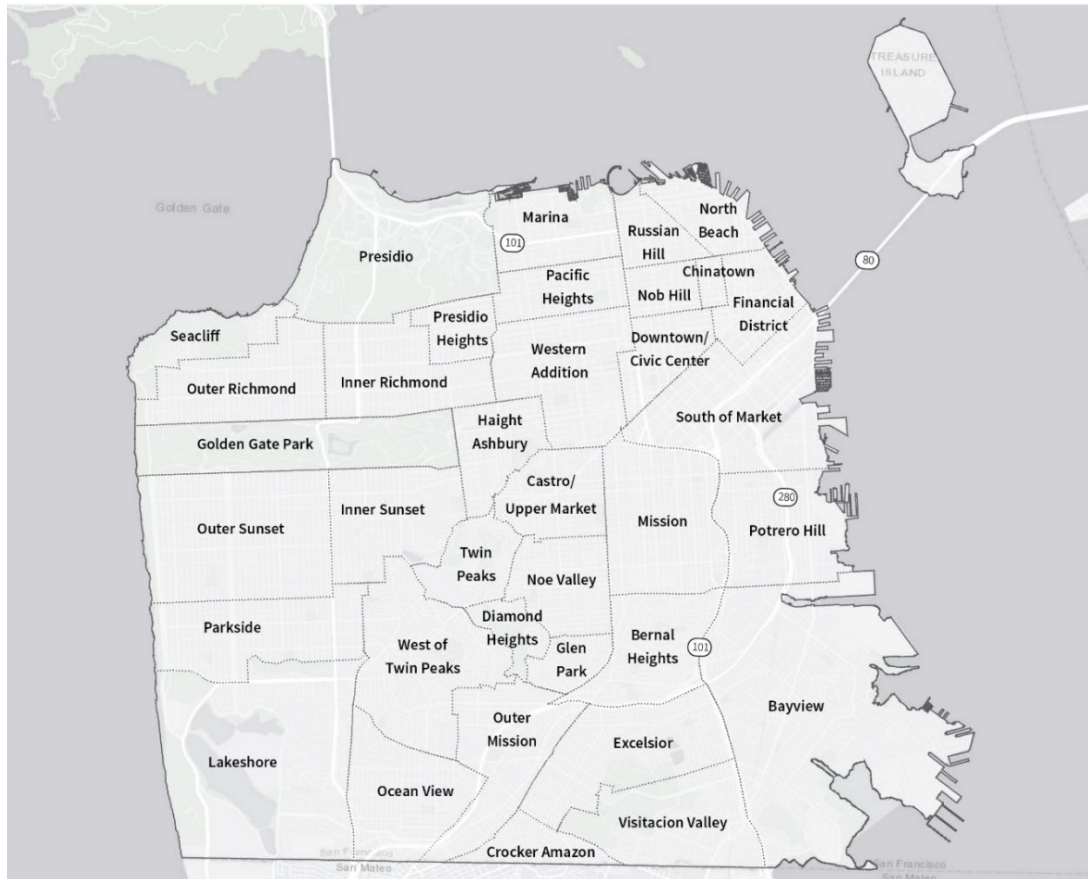 TREASURE
ISLAND
Golden Gate
Marina
North
Beach
101
Russian
Hill
Presidio
80
Chinatown
Pacific
Heights
Nob Hill
Financial
District
Presidio
Heights
Seacliff
Downtown/
Civic Center
Western
Addition
Outer Richmond
Inner Richmond
South of Market
Haight
Ashbury
Golden Gate Park
Castro/
Upper Market
280
Inner Sunset
Mission
Outer Sunset
Potrero Hill
Twin
Peaks
Noe Valley
Diamond
Heights
Parkside
West of
Twin Peaks
Bernal
Heights
101
Glen
Park
Bayview
Outer
Mission
Excelsior
Lakeshore
Ocean View
Visitacion Valley
Crocker Amazon
San Francisco
San Mateo
San Francisco
San Mateo